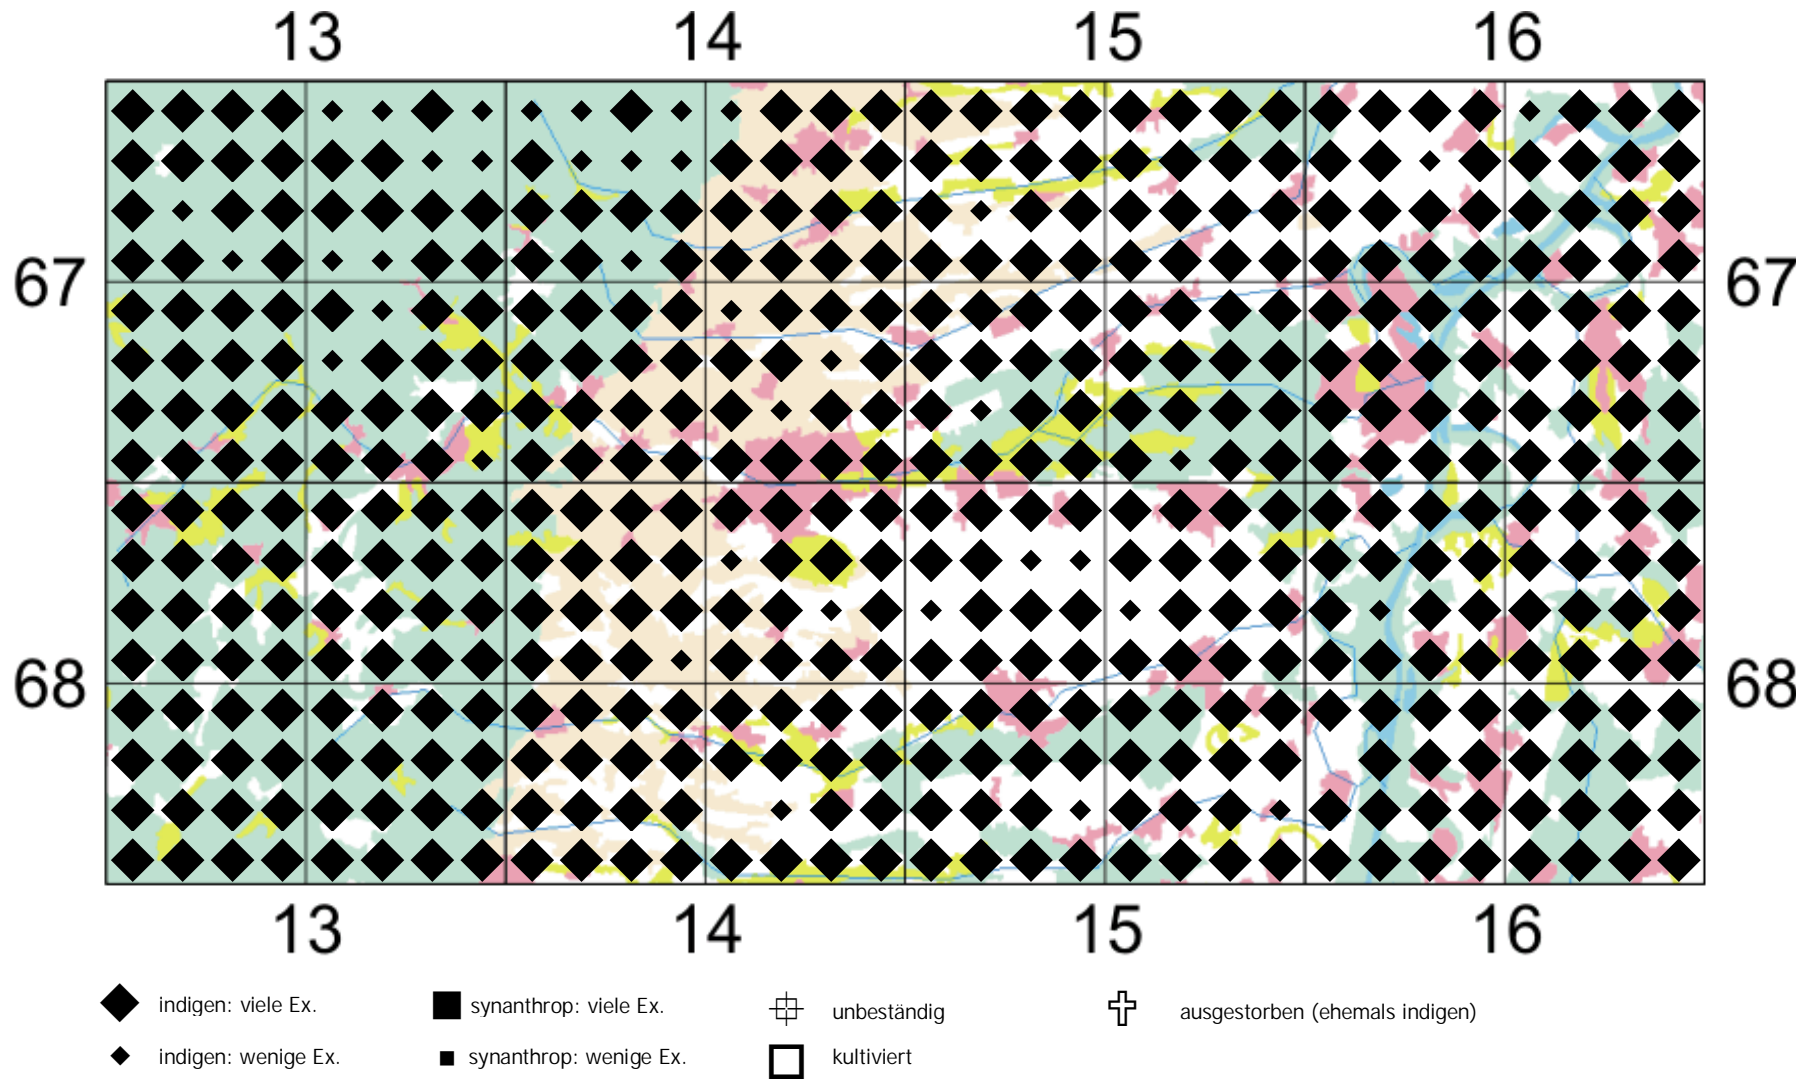 13 14 15 16
67 67
68 68
13 14 15 16
indigen: viele Ex. synanthrop: viele Ex. unbeständig ausgestorben (ehemals indigen)
indigen: wenige Ex. synanthrop: wenige Ex. kultiviert